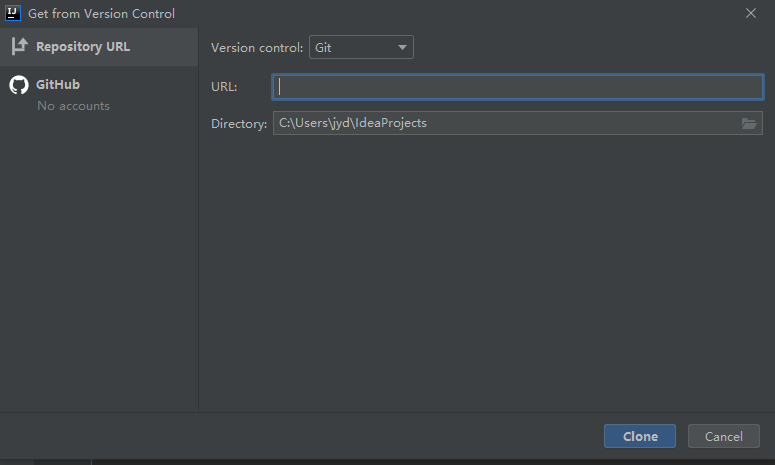 IJ
Get from Version Control
Repository URL
GitHub
No accounts
Version control: Git
URL:
Directory: C:\Users\jyd\IdeaProjects
Clone Cancel